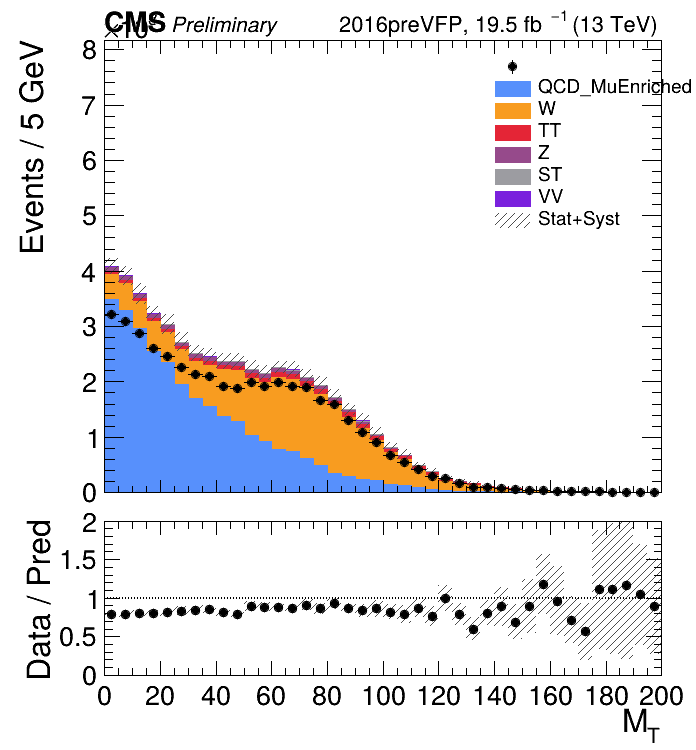 CMS Preliminary 2016preVFP, 19.5 fb⁻¹ (13 TeV)
Events / 5 GeV
8
7
6
5
4
3
2
1
0
QCD_MuEnriched
W
TT
Z
ST
VV
Stat+Syst
Data / Pred
2
1.5
1
0.5
0
0 20 40 60 80 100 120 140 160 180 200
M_T